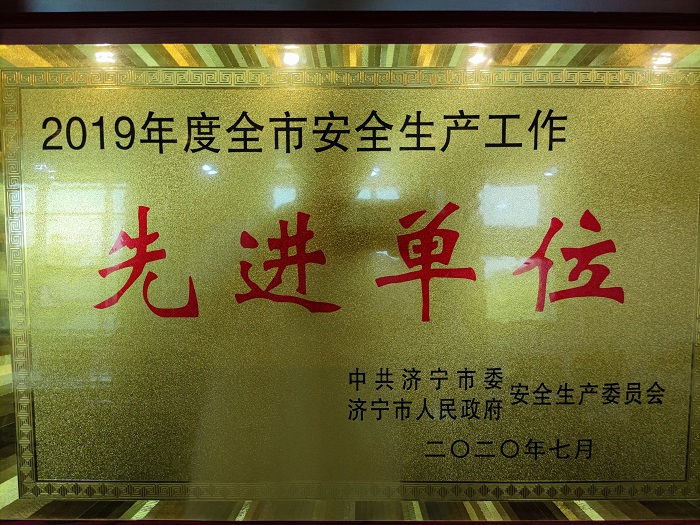 2019年度全市安全生产工作
先进单位
中共济宁市委
济宁市人民政府
安全生产委员会
二〇二〇年七月